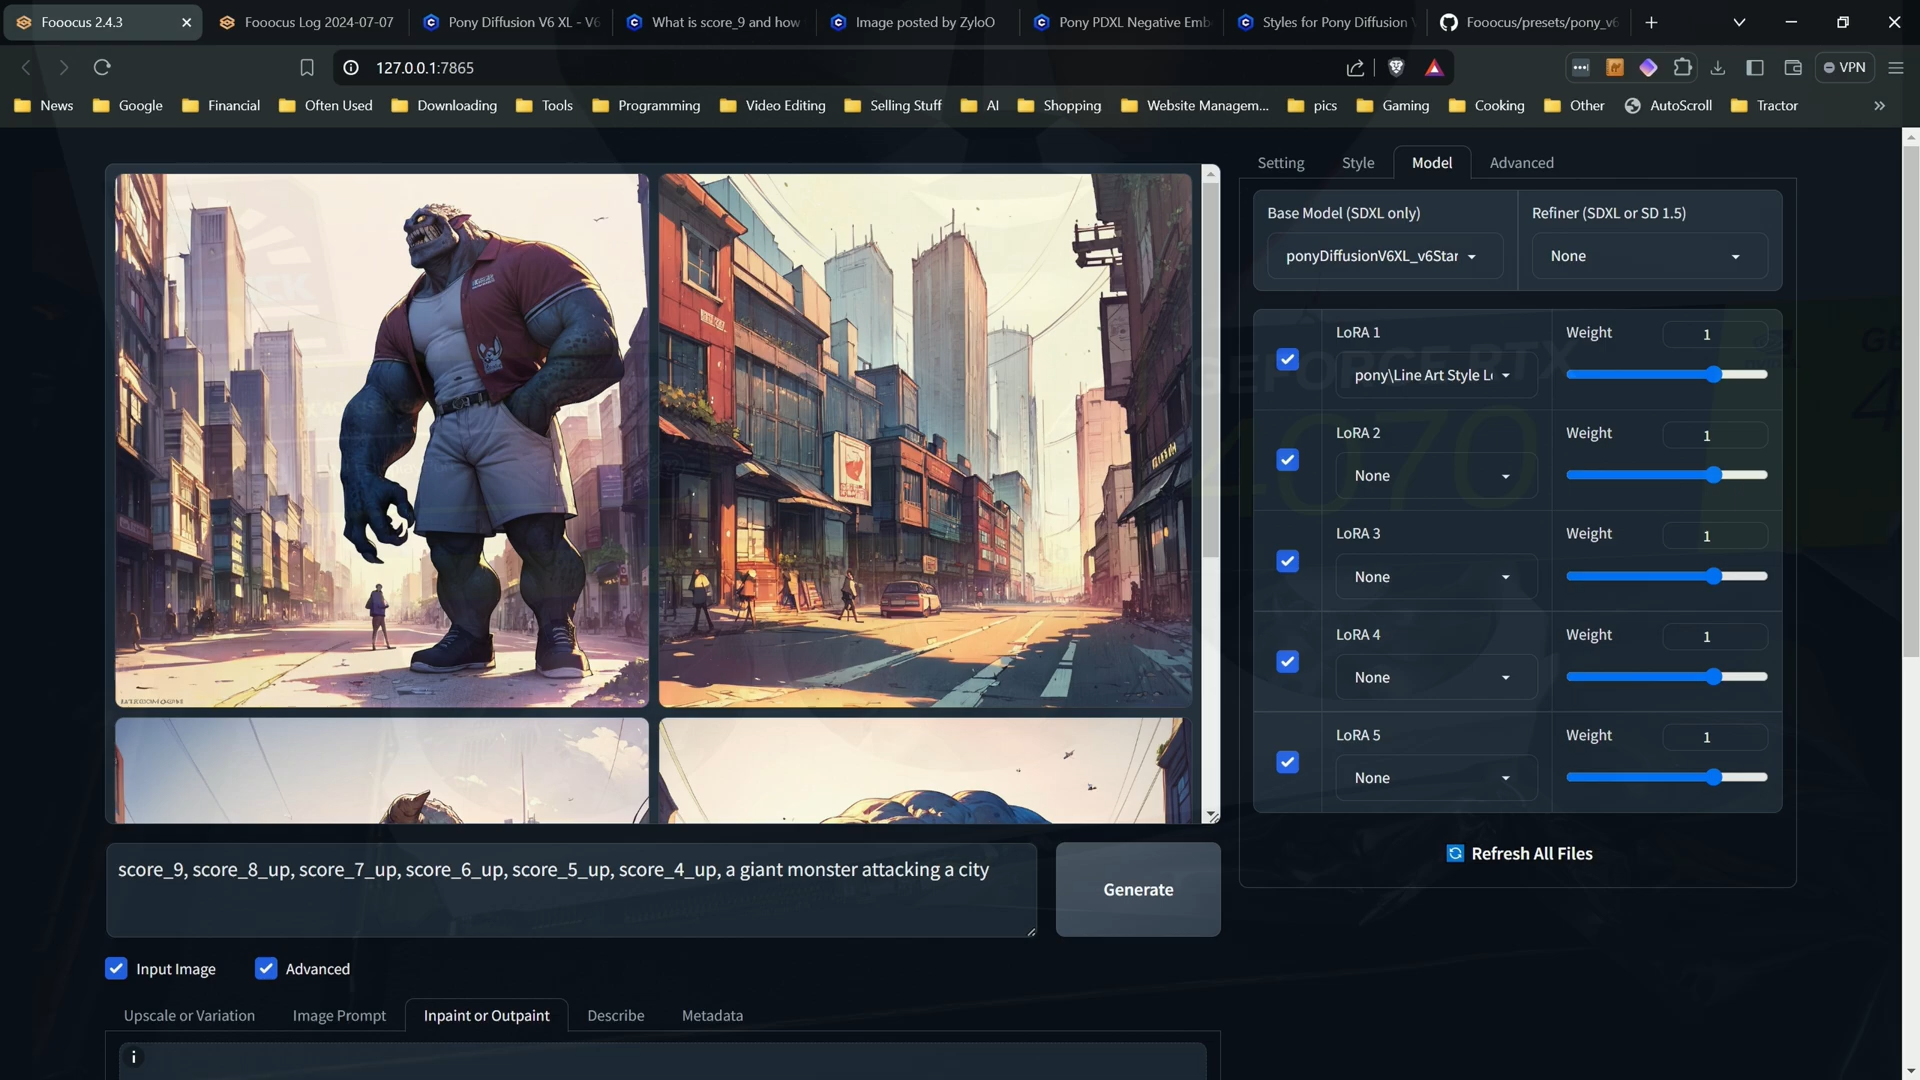 Fooocus 2.4.3
Fooocus Log 2024-07-07
Pony Diffusion V6 XL - V6
What is score_9 and how
Image posted by ZyloO
Pony PDXL Negative Emb
Styles for Pony Diffusion
Fooocus/presets/pony_v6
127.0.0.1:7865
VPN
News
Google
Financial
Often Used
Downloading
Tools
Programming
Video Editing
Selling Stuff
AI
Shopping
Website Managem...
pics
Gaming
Cooking
Other
AutoScroll
Tractor
Setting
Style
Model
Advanced
Base Model (SDXL only)
Refiner (SDXL or SD 1.5)
ponyDiffusionV6XL_v6Star
None
LoRA 1
Weight
1
pony\Line Art Style L
GEFORCE RTX
4070
LoRA 2
Weight
1
None
LoRA 3
Weight
1
None
LoRA 4
Weight
1
None
LoRA 5
Weight
1
None
Refresh All Files
score_9, score_8_up, score_7_up, score_6_up, score_5_up, score_4_up, a giant monster attacking a city
Generate
Input Image
Advanced
Upscale or Variation
Image Prompt
Inpaint or Outpaint
Describe
Metadata
i